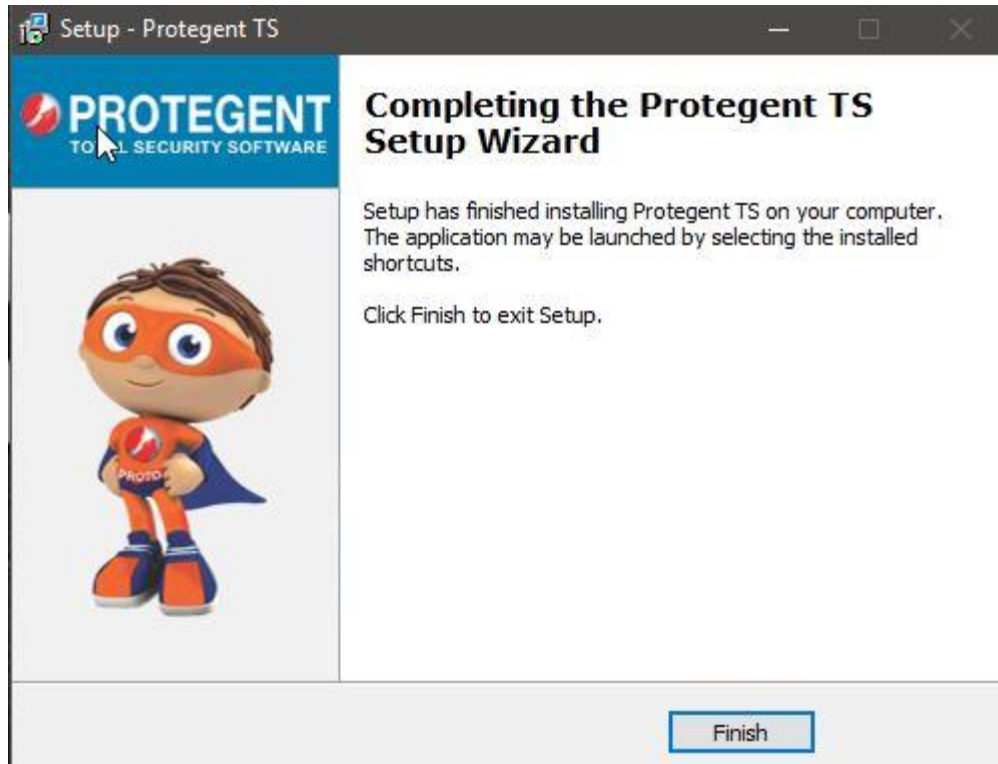 Setup - Protegent TS
PROTEGENT
TOTAL SECURITY SOFTWARE
Completing the Protegent TS
Setup Wizard
Setup has finished installing Protegent TS on your computer.
The application may be launched by selecting the installed
shortcuts.
Click Finish to exit Setup.
PROTO
Finish